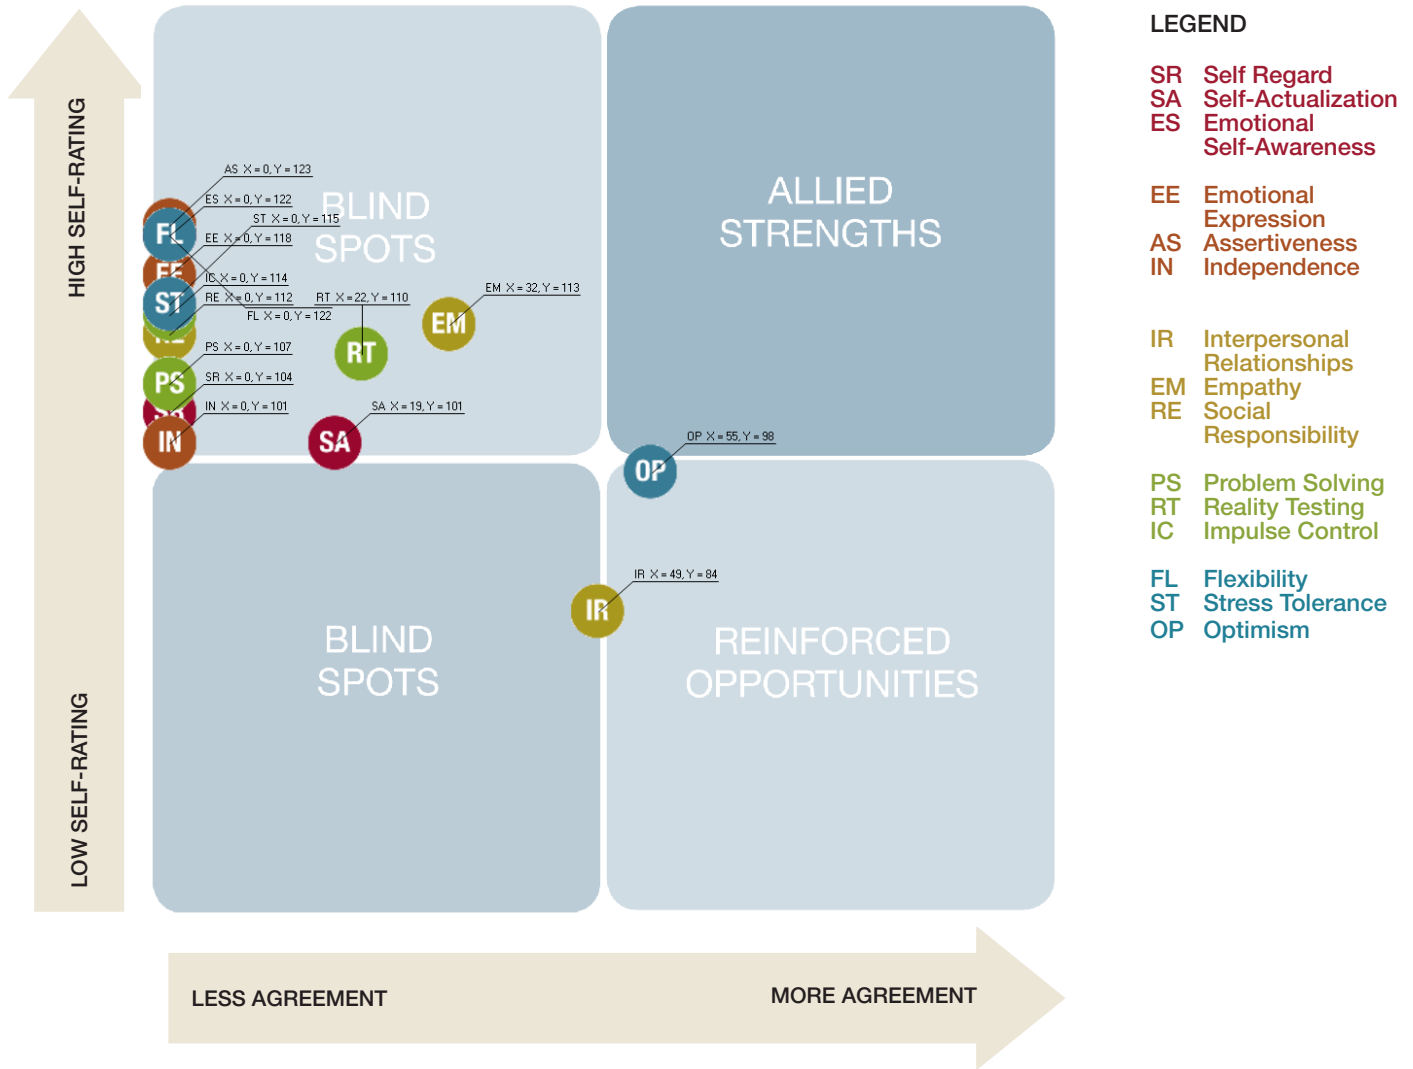 HIGH SELF-RATING
LOW SELF-RATING
BLIND
SPOTS
ALLIED
STRENGTHS
AS X = 0, Y = 123
ES X = 0, Y = 122
ST X = 0, Y = 115
EE X = 0, Y = 118
IC X = 0, Y = 114
RE X = 0, Y = 112
FL X = 0, Y = 122
RT X = 22, Y = 110
EM X = 32, Y = 113
PS X = 0, Y = 107
SR X = 0, Y = 104
IN X = 0, Y = 101
SA X = 19, Y = 101
OP X = 55, Y = 98
IR X = 49, Y = 84
FL
EE
ST
RE
PS
SR
IN
RT
EM
SA
OP
IR
BLIND
SPOTS
REINFORCED
OPPORTUNITIES
LESS AGREEMENT
MORE AGREEMENT
LEGEND
SR Self Regard
SA Self-Actualization
ES Emotional
Self-Awareness
EE Emotional
Expression
AS Assertiveness
IN Independence
IR Interpersonal
Relationships
EM Empathy
RE Social
Responsibility
PS Problem Solving
RT Reality Testing
IC Impulse Control
FL Flexibility
ST Stress Tolerance
OP Optimism